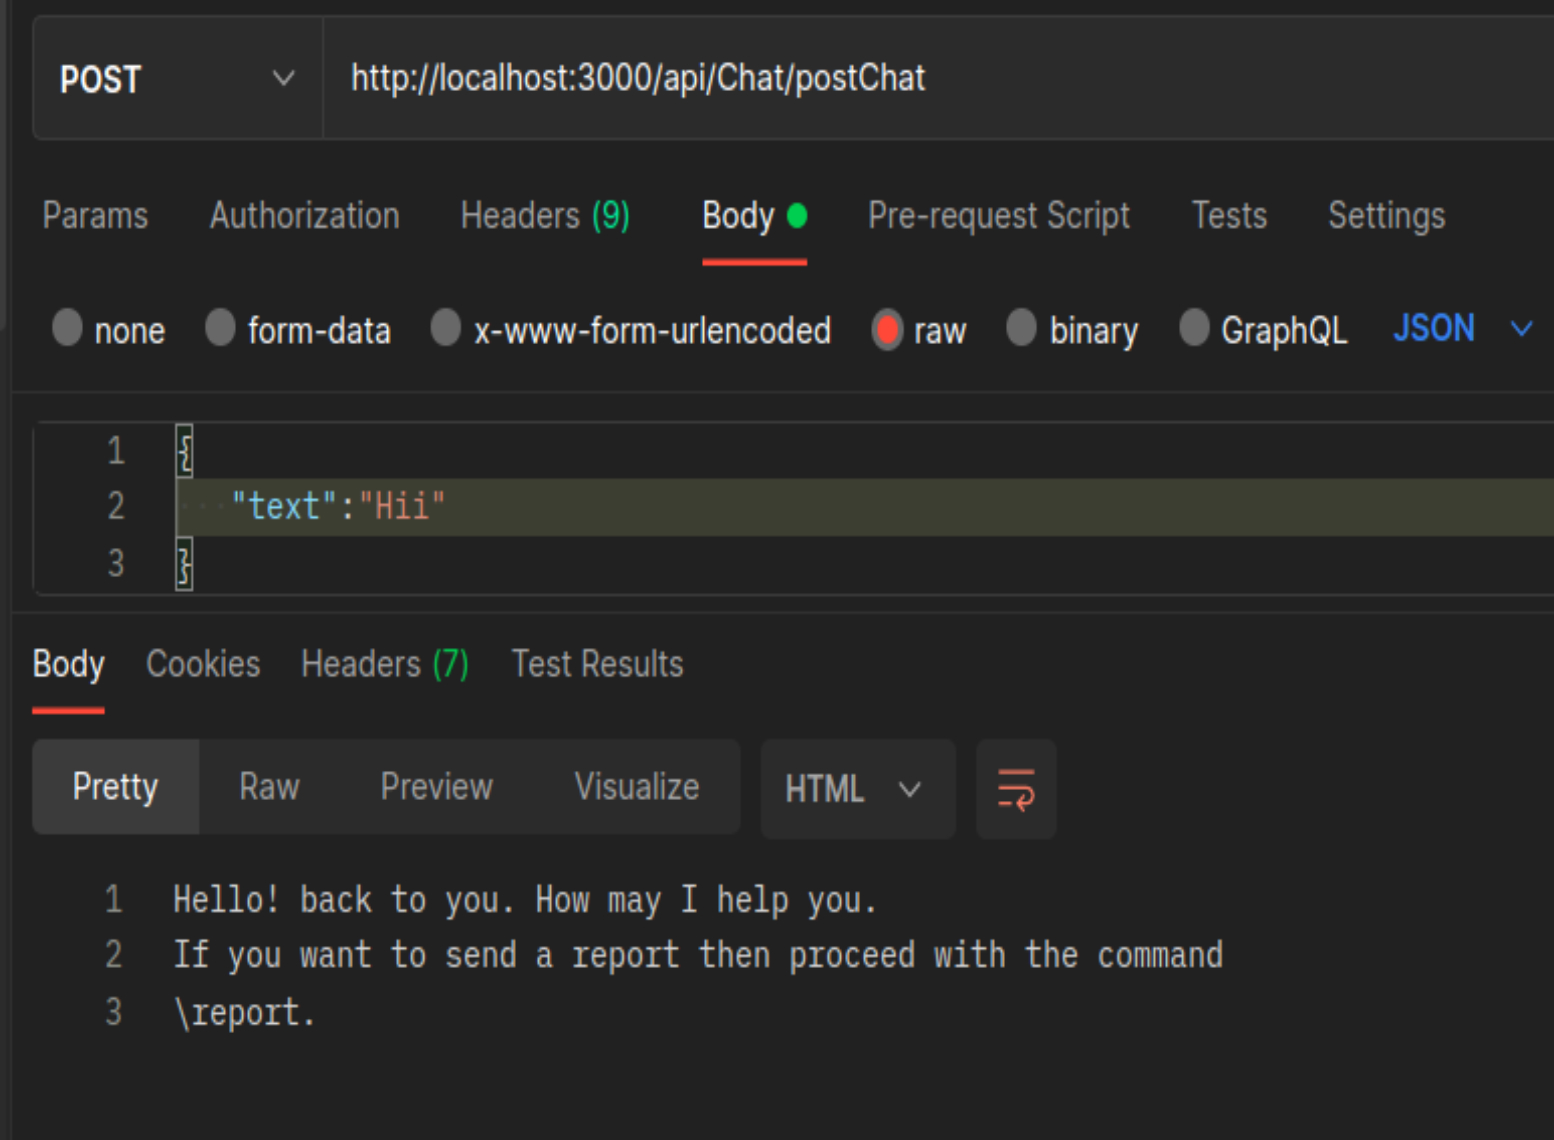 POST http://localhost:3000/api/Chat/postChat
Params Authorization Headers (9) Body Pre-request Script Tests Settings
none form-data x-www-form-urlencoded raw binary GraphQL JSON
1 {
2 "text":"Hii"
3 }
Body Cookies Headers (7) Test Results
Pretty Raw Preview Visualize HTML
1 Hello! back to you. How may I help you.
2 If you want to send a report then proceed with the command
3 \report.